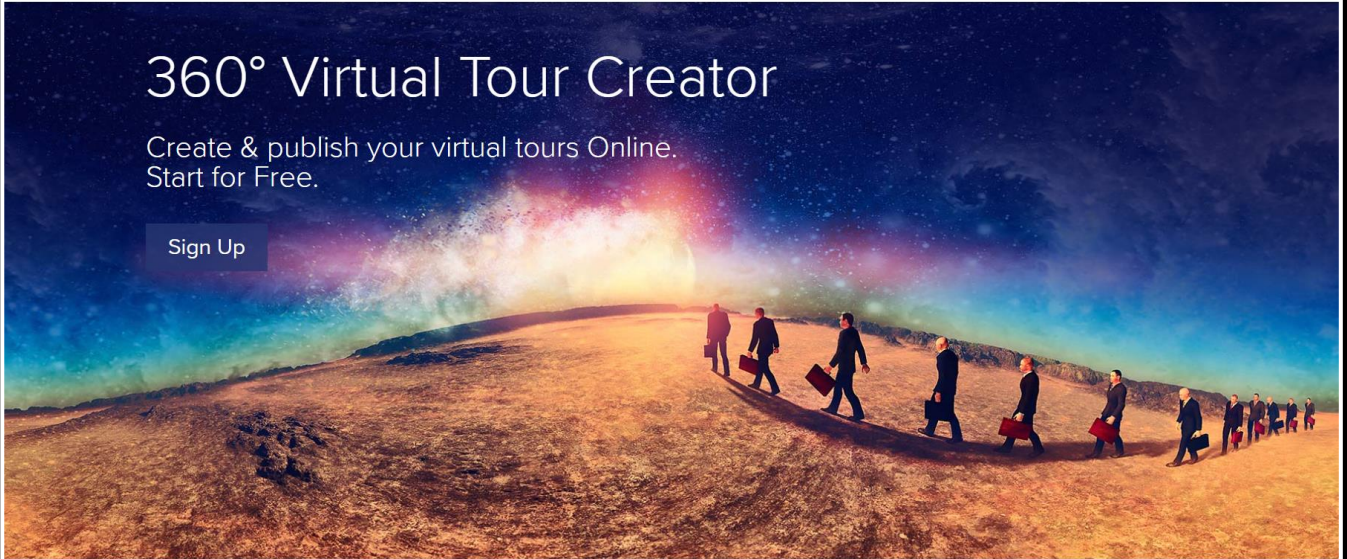 360° Virtual Tour Creator
Create & publish your virtual tours Online.
Start for Free.
Sign Up